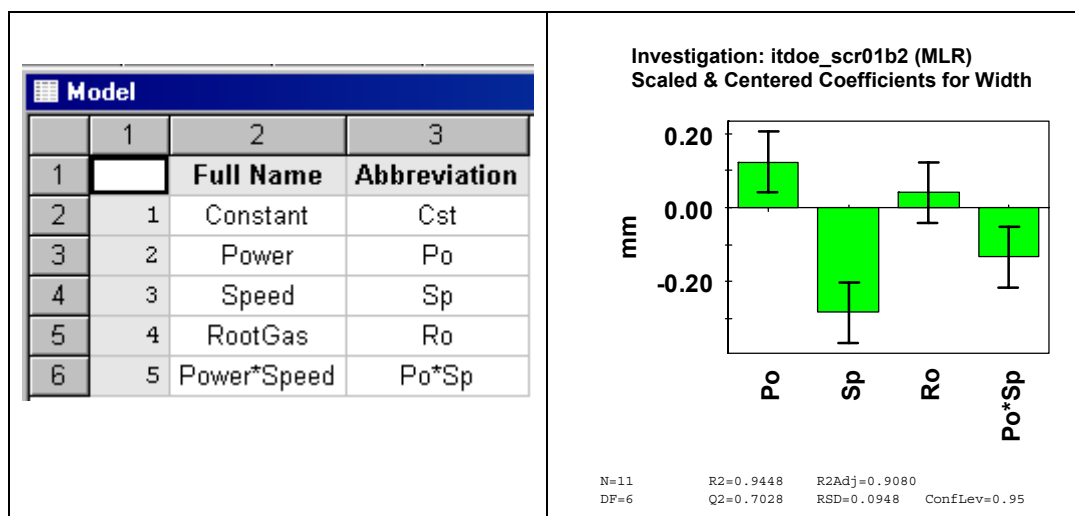 Model
1 2 3
1 Full Name Abbreviation
2 1 Constant Cst
3 2 Power Po
4 3 Speed Sp
5 4 RootGas Ro
6 5 Power*Speed Po*Sp
Investigation: itdoe_scr01b2 (MLR)
Scaled & Centered Coefficients for Width
0.20
0.00
-0.20
mm
Po Sp Ro Po*Sp
N=11 R2=0.9448 R2Adj=0.9080
DF=6 Q2=0.7028 RSD=0.0948 ConfLev=0.95